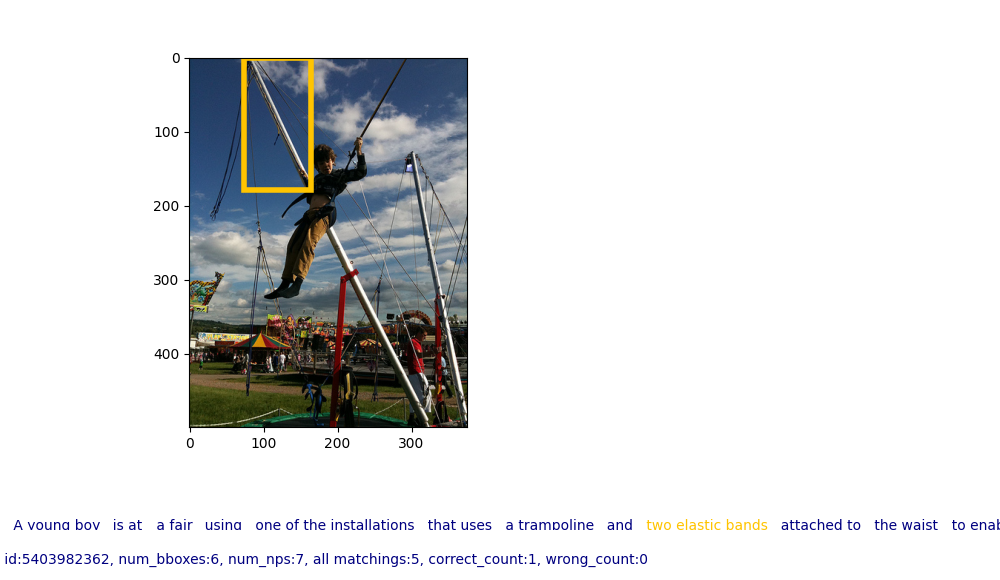 0
100
200
300
400
0 100 200 300
A young boy is at a fair using one of the installations that uses a trampoline and two elastic bands attached to the waist to enab
id:5403982362, num_bboxes:6, num_nps:7, all matchings:5, correct_count:1, wrong_count:0